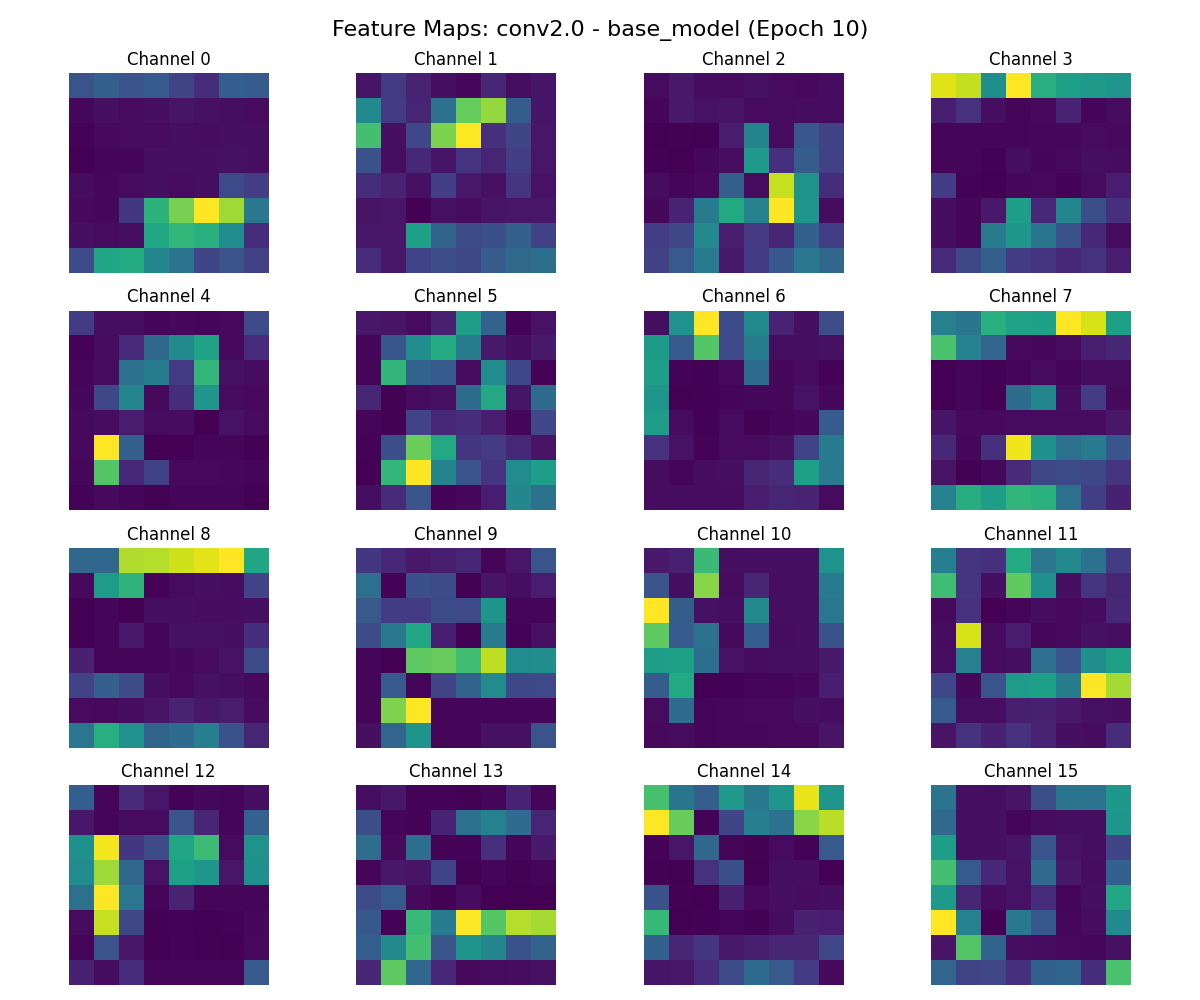 Feature Maps: conv2.0 - base_model (Epoch 10)
Channel 0 Channel 1 Channel 2 Channel 3
Channel 4 Channel 5 Channel 6 Channel 7
Channel 8 Channel 9 Channel 10 Channel 11
Channel 12 Channel 13 Channel 14 Channel 15